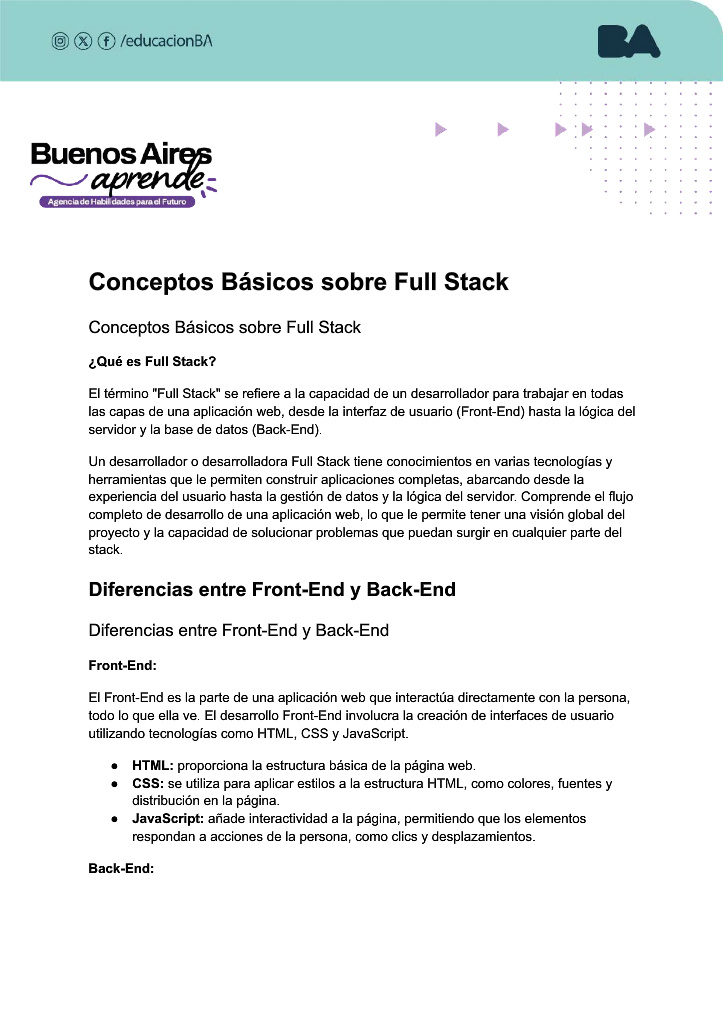 /educacionBA
BA
Buenos Aires
aprende
Agencia de Habilidades para el Futuro
Conceptos Básicos sobre Full Stack
Conceptos Básicos sobre Full Stack
¿Qué es Full Stack?
El término "Full Stack" se refiere a la capacidad de un desarrollador para trabajar en todas
las capas de una aplicación web, desde la interfaz de usuario (Front-End) hasta la lógica del
servidor y la base de datos (Back-End).
Un desarrollador o desarrolladora Full Stack tiene conocimientos en varias tecnologías y
herramientas que le permiten construir aplicaciones completas, abarcando desde la
experiencia del usuario hasta la gestión de datos y la lógica del servidor. Comprende el flujo
completo de desarrollo de una aplicación web, lo que le permite tener una visión global del
proyecto y la capacidad de solucionar problemas que puedan surgir en cualquier parte del
stack.
Diferencias entre Front-End y Back-End
Diferencias entre Front-End y Back-End
Front-End:
El Front-End es la parte de una aplicación web que interactúa directamente con la persona,
todo lo que ella ve. El desarrollo Front-End involucra la creación de interfaces de usuario
utilizando tecnologías como HTML, CSS y JavaScript.
● HTML: proporciona la estructura básica de la página web.
● CSS: se utiliza para aplicar estilos a la estructura HTML, como colores, fuentes y
distribución en la página.
● JavaScript: añade interactividad a la página, permitiendo que los elementos
respondan a acciones de la persona, como clics y desplazamientos.
Back-End: